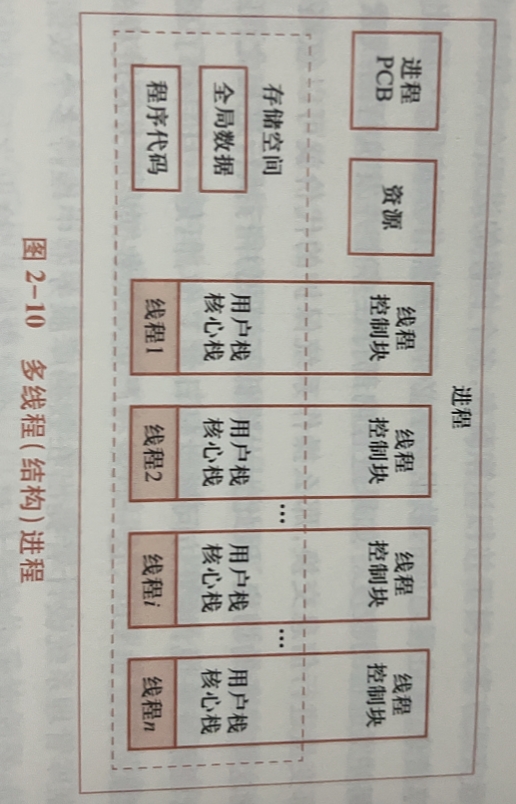 进程
进程
PCB
资源
线程
控制块
线程
控制块
线程
控制块
线程
控制块
存储空间
全局数据
程序代码
用户栈
核心栈
线程1
用户栈
核心栈
线程2
…
用户栈
核心栈
线程i
…
用户栈
核心栈
线程n
图 2-10 多线程(结构)进程